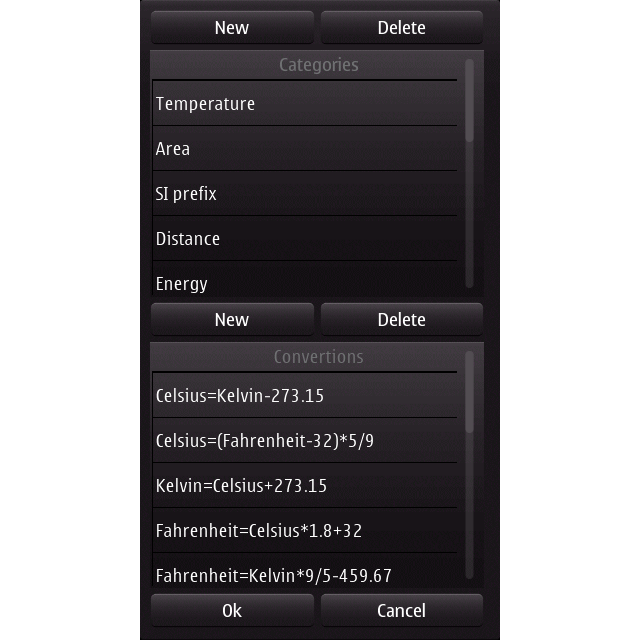 New Delete
Categories
Temperature
Area
SI prefix
Distance
Energy
New Delete
Convertions
Celsius=Kelvin-273.15
Celsius=(Fahrenheit-32)*5/9
Kelvin=Celsius+273.15
Fahrenheit=Celsius*1.8+32
Fahrenheit=Kelvin*9/5-459.67
Ok Cancel